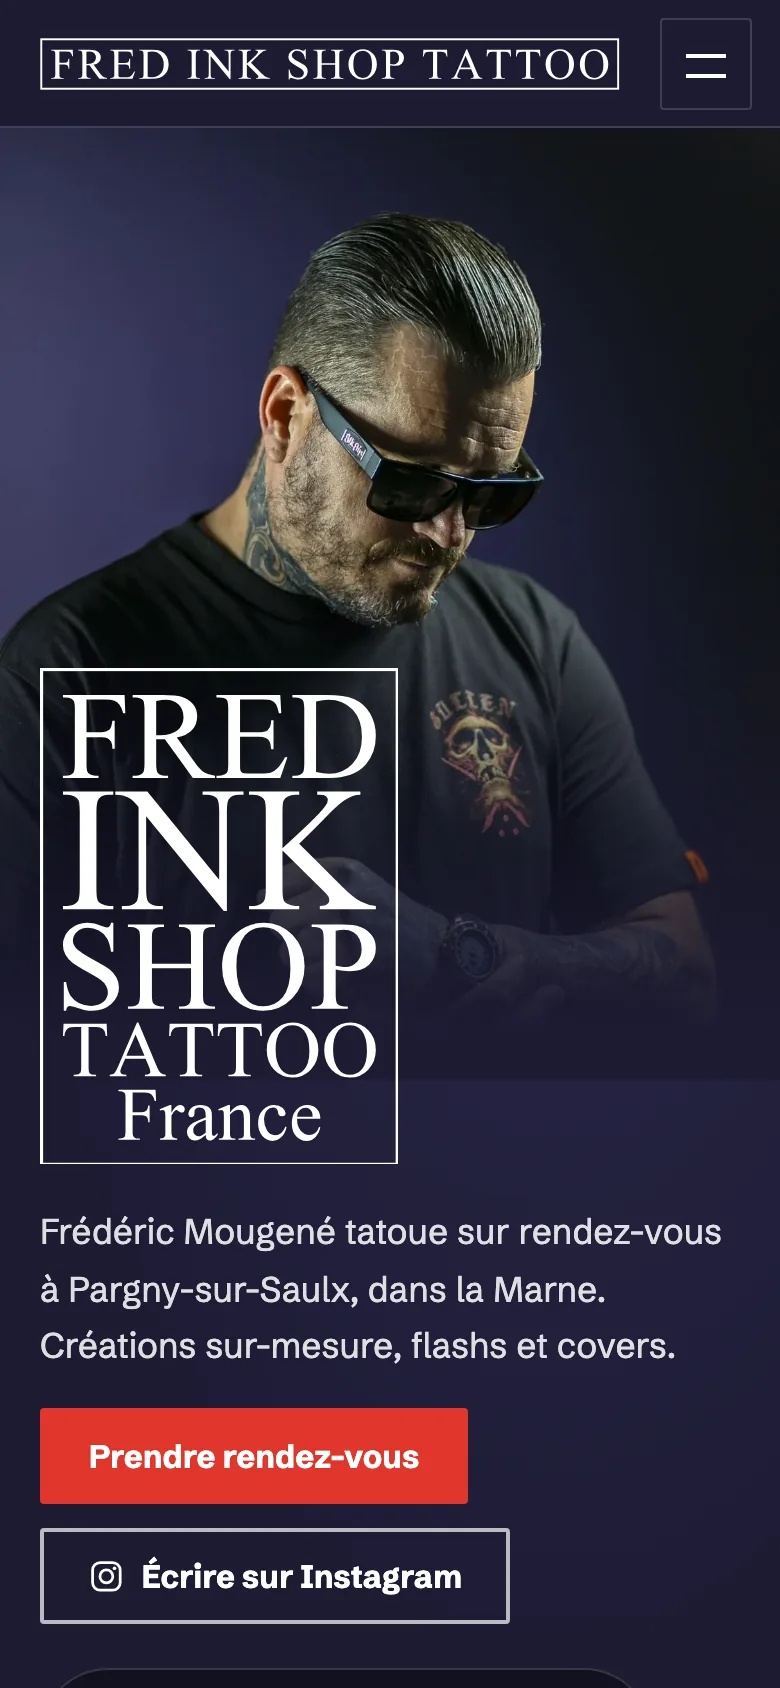 FRED INK SHOP TATTOO
SULLEN
FRED
INK
SHOP
TATTOO
France
Frédéric Mougené tatoue sur rendez-vous
à Pargny-sur-Saulx, dans la Marne.
Créations sur-mesure, flashs et covers.
Prendre rendez-vous
Écrire sur Instagram